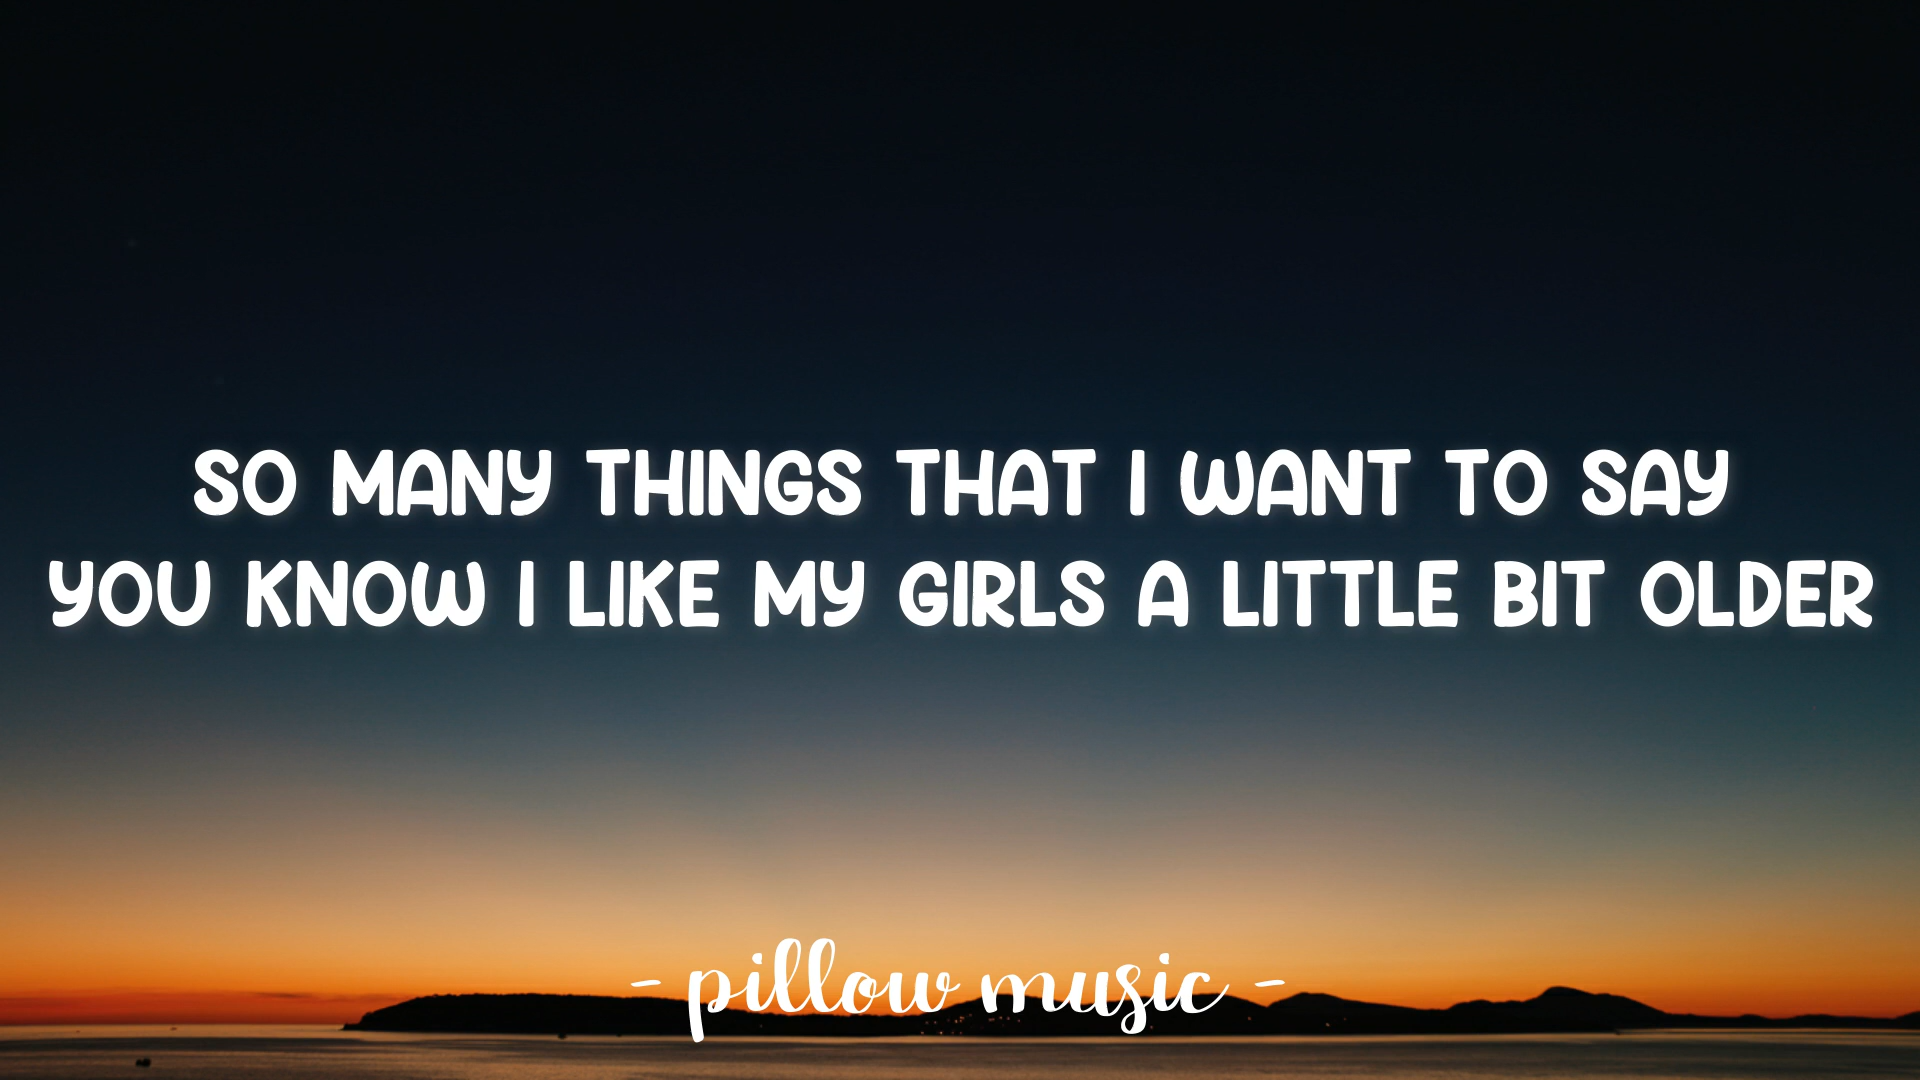 SO MANY THINGS THAT I WANT TO SAY
YOU KNOW I LIKE MY GIRLS A LITTLE BIT OLDER
- pillow music -